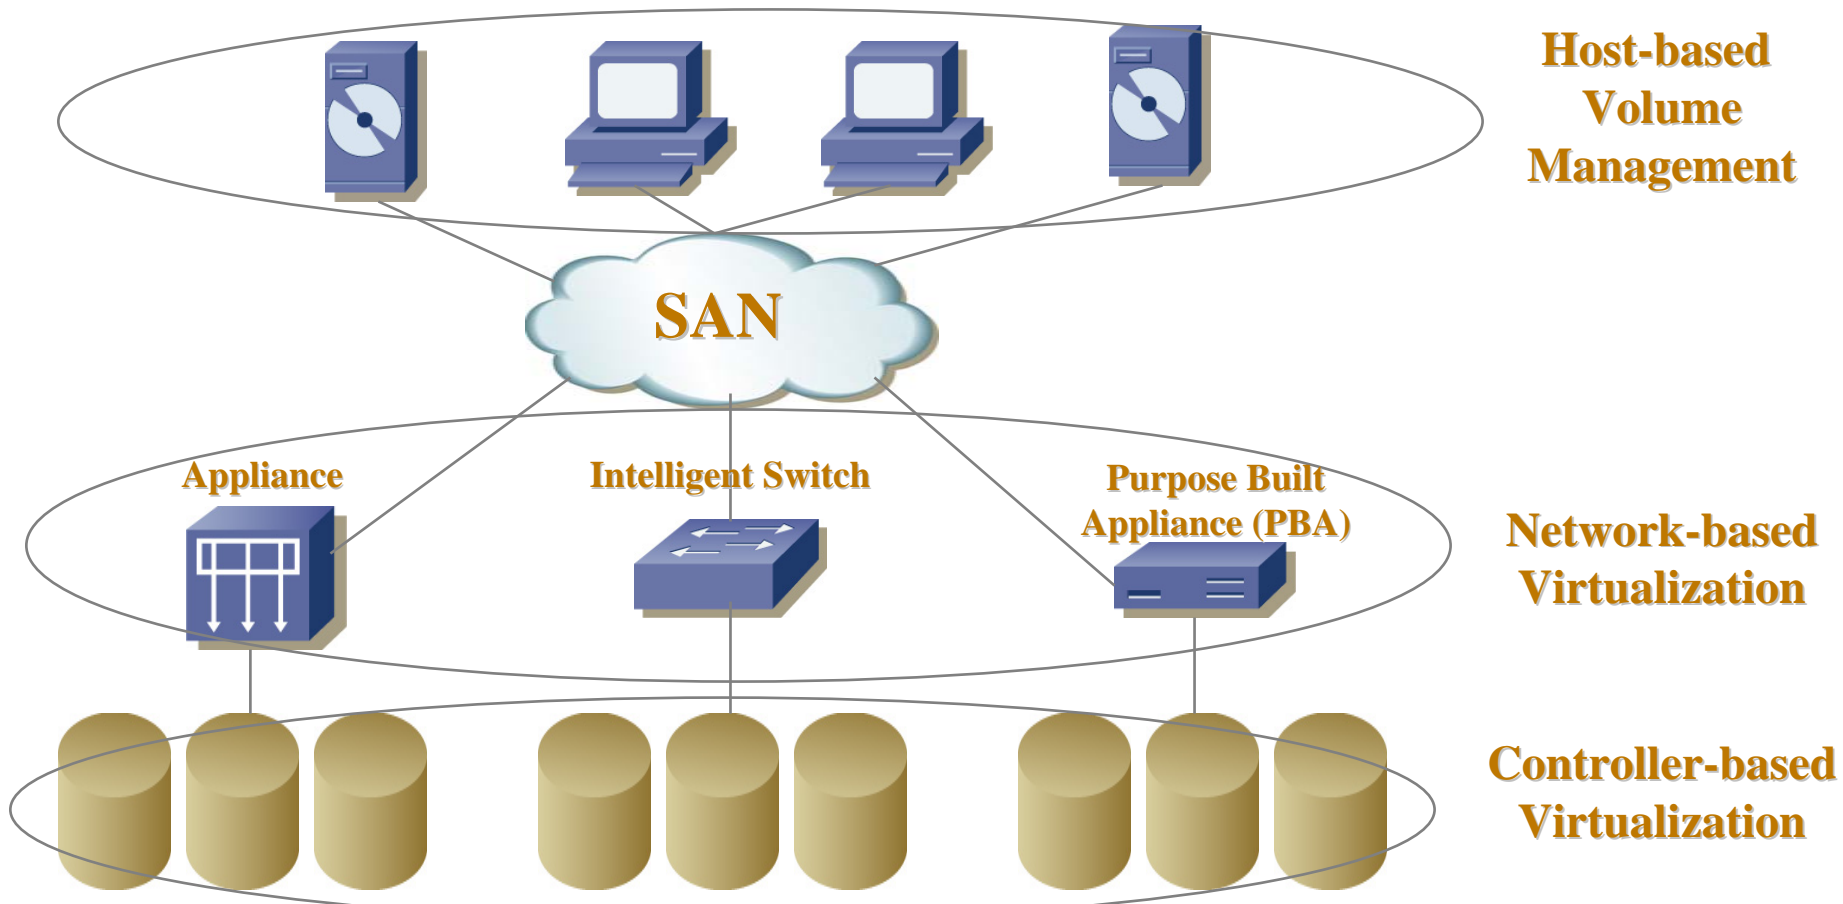 Host-based
Volume
Management
SAN
Appliance
Intelligent Switch
Purpose Built
Appliance (PBA)
Network-based
Virtualization
Controller-based
Virtualization